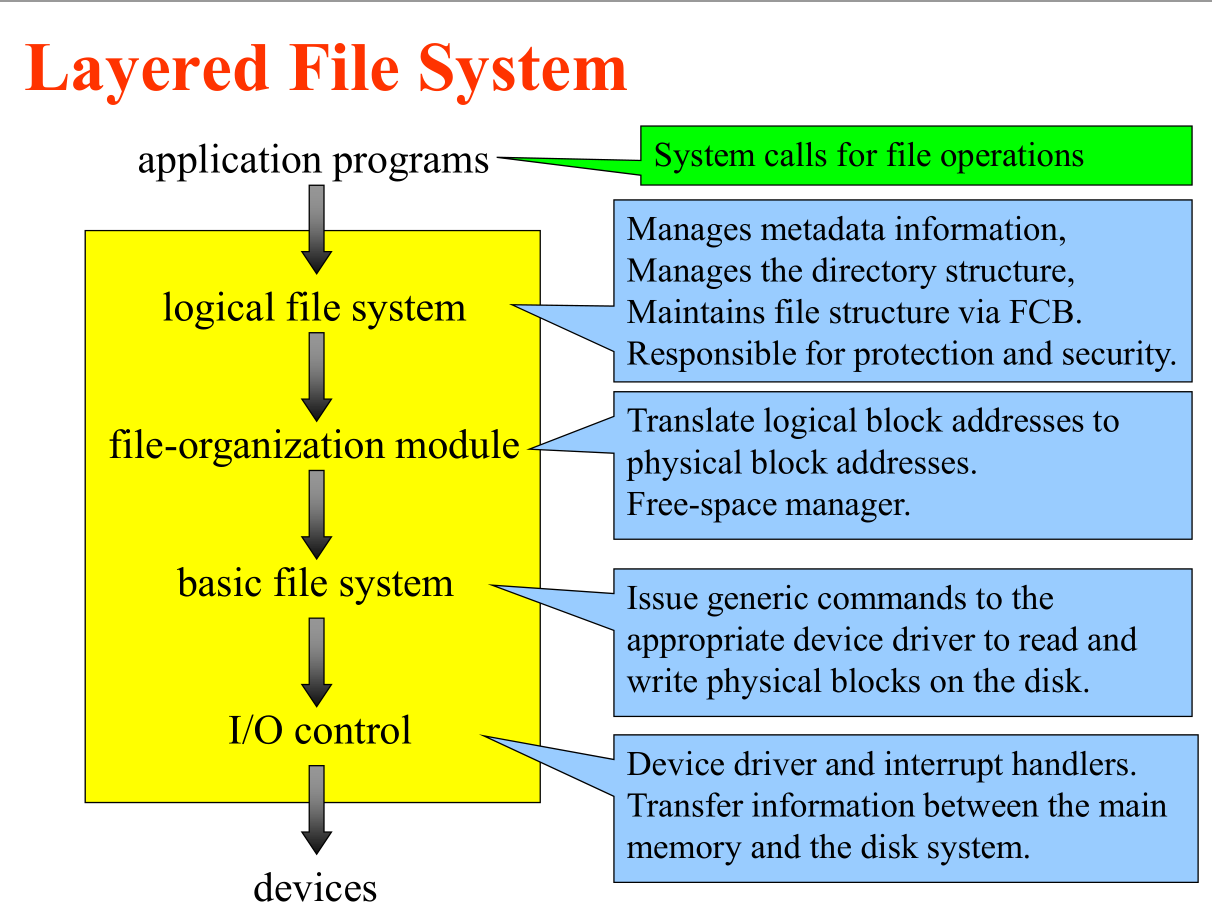 Layered File System
application programs
System calls for file operations
logical file system
Manages metadata information,
Manages the directory structure,
Maintains file structure via FCB.
Responsible for protection and security.
file-organization module
Translate logical block addresses to
physical block addresses.
Free-space manager.
basic file system
Issue generic commands to the
appropriate device driver to read and
write physical blocks on the disk.
I/O control
Device driver and interrupt handlers.
Transfer information between the main
memory and the disk system.
devices